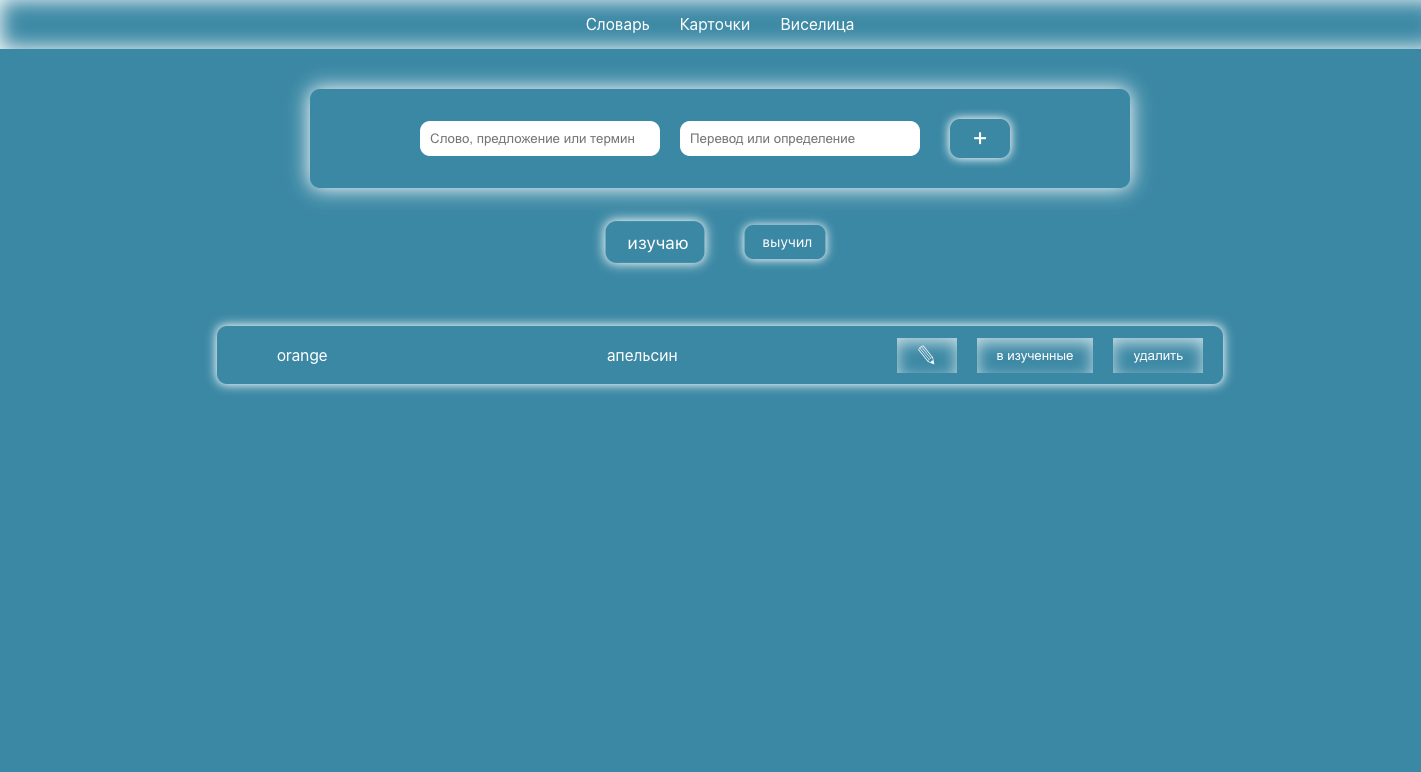 Словарь Карточки Виселица
Слово, предложение или термин Перевод или определение +
изучаю выучил
orange апельсин в изученные удалить